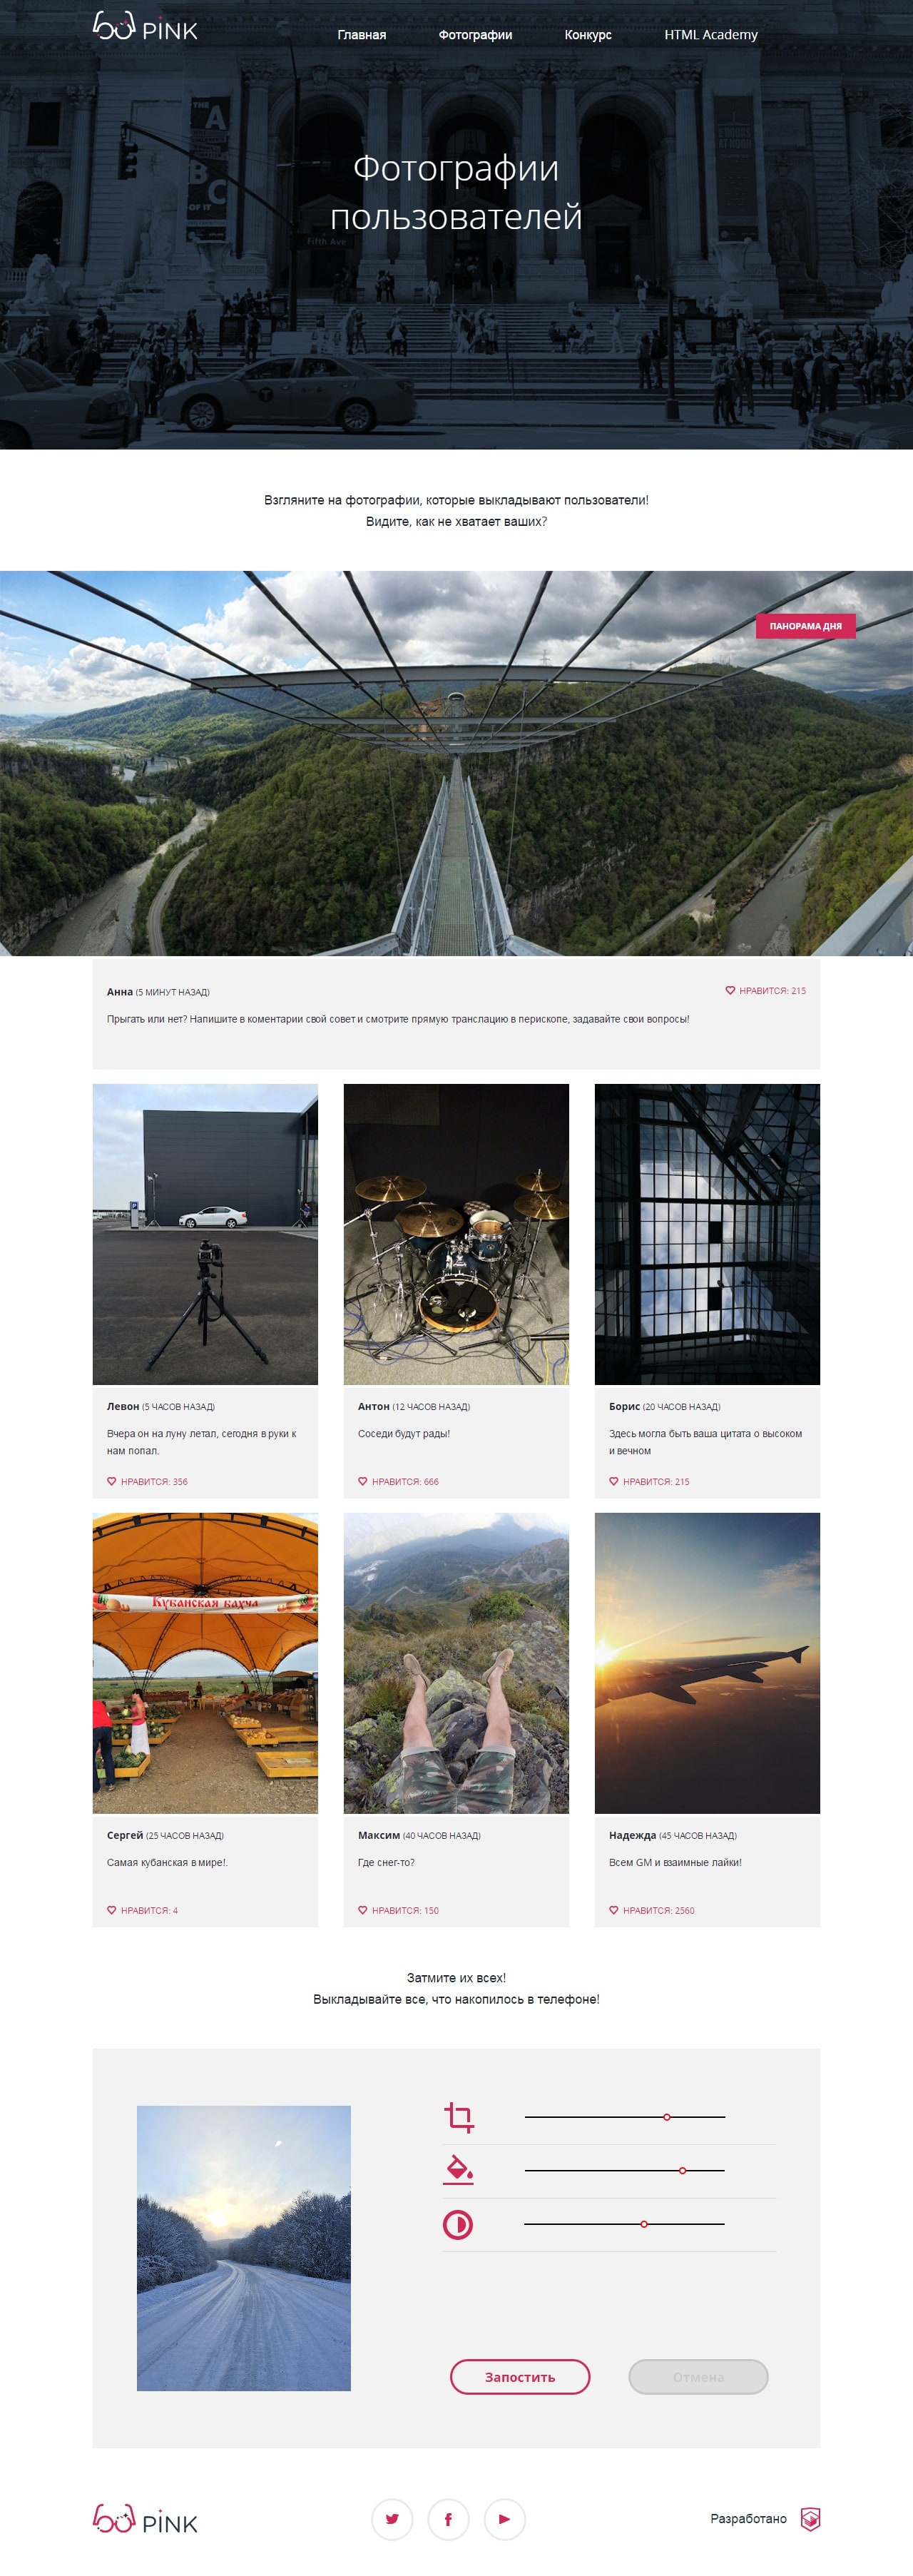 PINK
Главная Фотографии Конкурс HTML Academy
THE
A
B
C
OF IT
Fifth Ave
Фотографии
пользователей
Взгляните на фотографии, которые выкладывают пользователи!
Видите, как не хватает ваших?
ПАНОРАМА ДНЯ
Анна (5 МИНУТ НАЗАД) НРАВИТСЯ: 215
Прыгать или нет? Напишите в коментарии свой совет и смотрите прямую транслацию в перископе, задавайте свои вопросы!
Левон (5 ЧАСОВ НАЗАД)
Вчера он на луну летал, сегодня в руки к
нам попал.
НРАВИТСЯ: 356
Антон (12 ЧАСОВ НАЗАД)
Соседи будут рады!
НРАВИТСЯ: 666
Борис (20 ЧАСОВ НАЗАД)
Здесь могла быть ваша цитата о высоком
и вечном
НРАВИТСЯ: 215
Кубанская бахча
Сергей (25 ЧАСОВ НАЗАД)
Самая кубанская в мире!.
НРАВИТСЯ: 4
Максим (40 ЧАСОВ НАЗАД)
Где снег-то?
НРАВИТСЯ: 150
Надежда (45 ЧАСОВ НАЗАД)
Всем GM и взаимные лайки!
НРАВИТСЯ: 2560
Затмите их всех!
Выкладывайте все, что накопилось в телефоне!
Запостить Отмена
PINK
Разработано